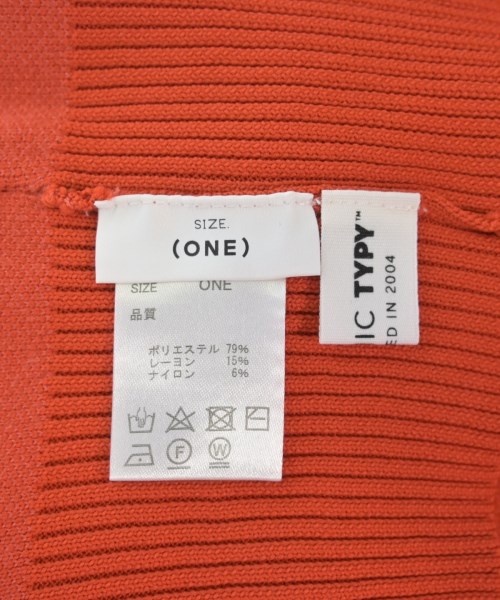 SIZE.
(ONE)
SIZE ONE
品質
ポリエステル 79%
レーヨン 15%
ナイロン 6%
F
W
IC TYPY™
ED IN 2004